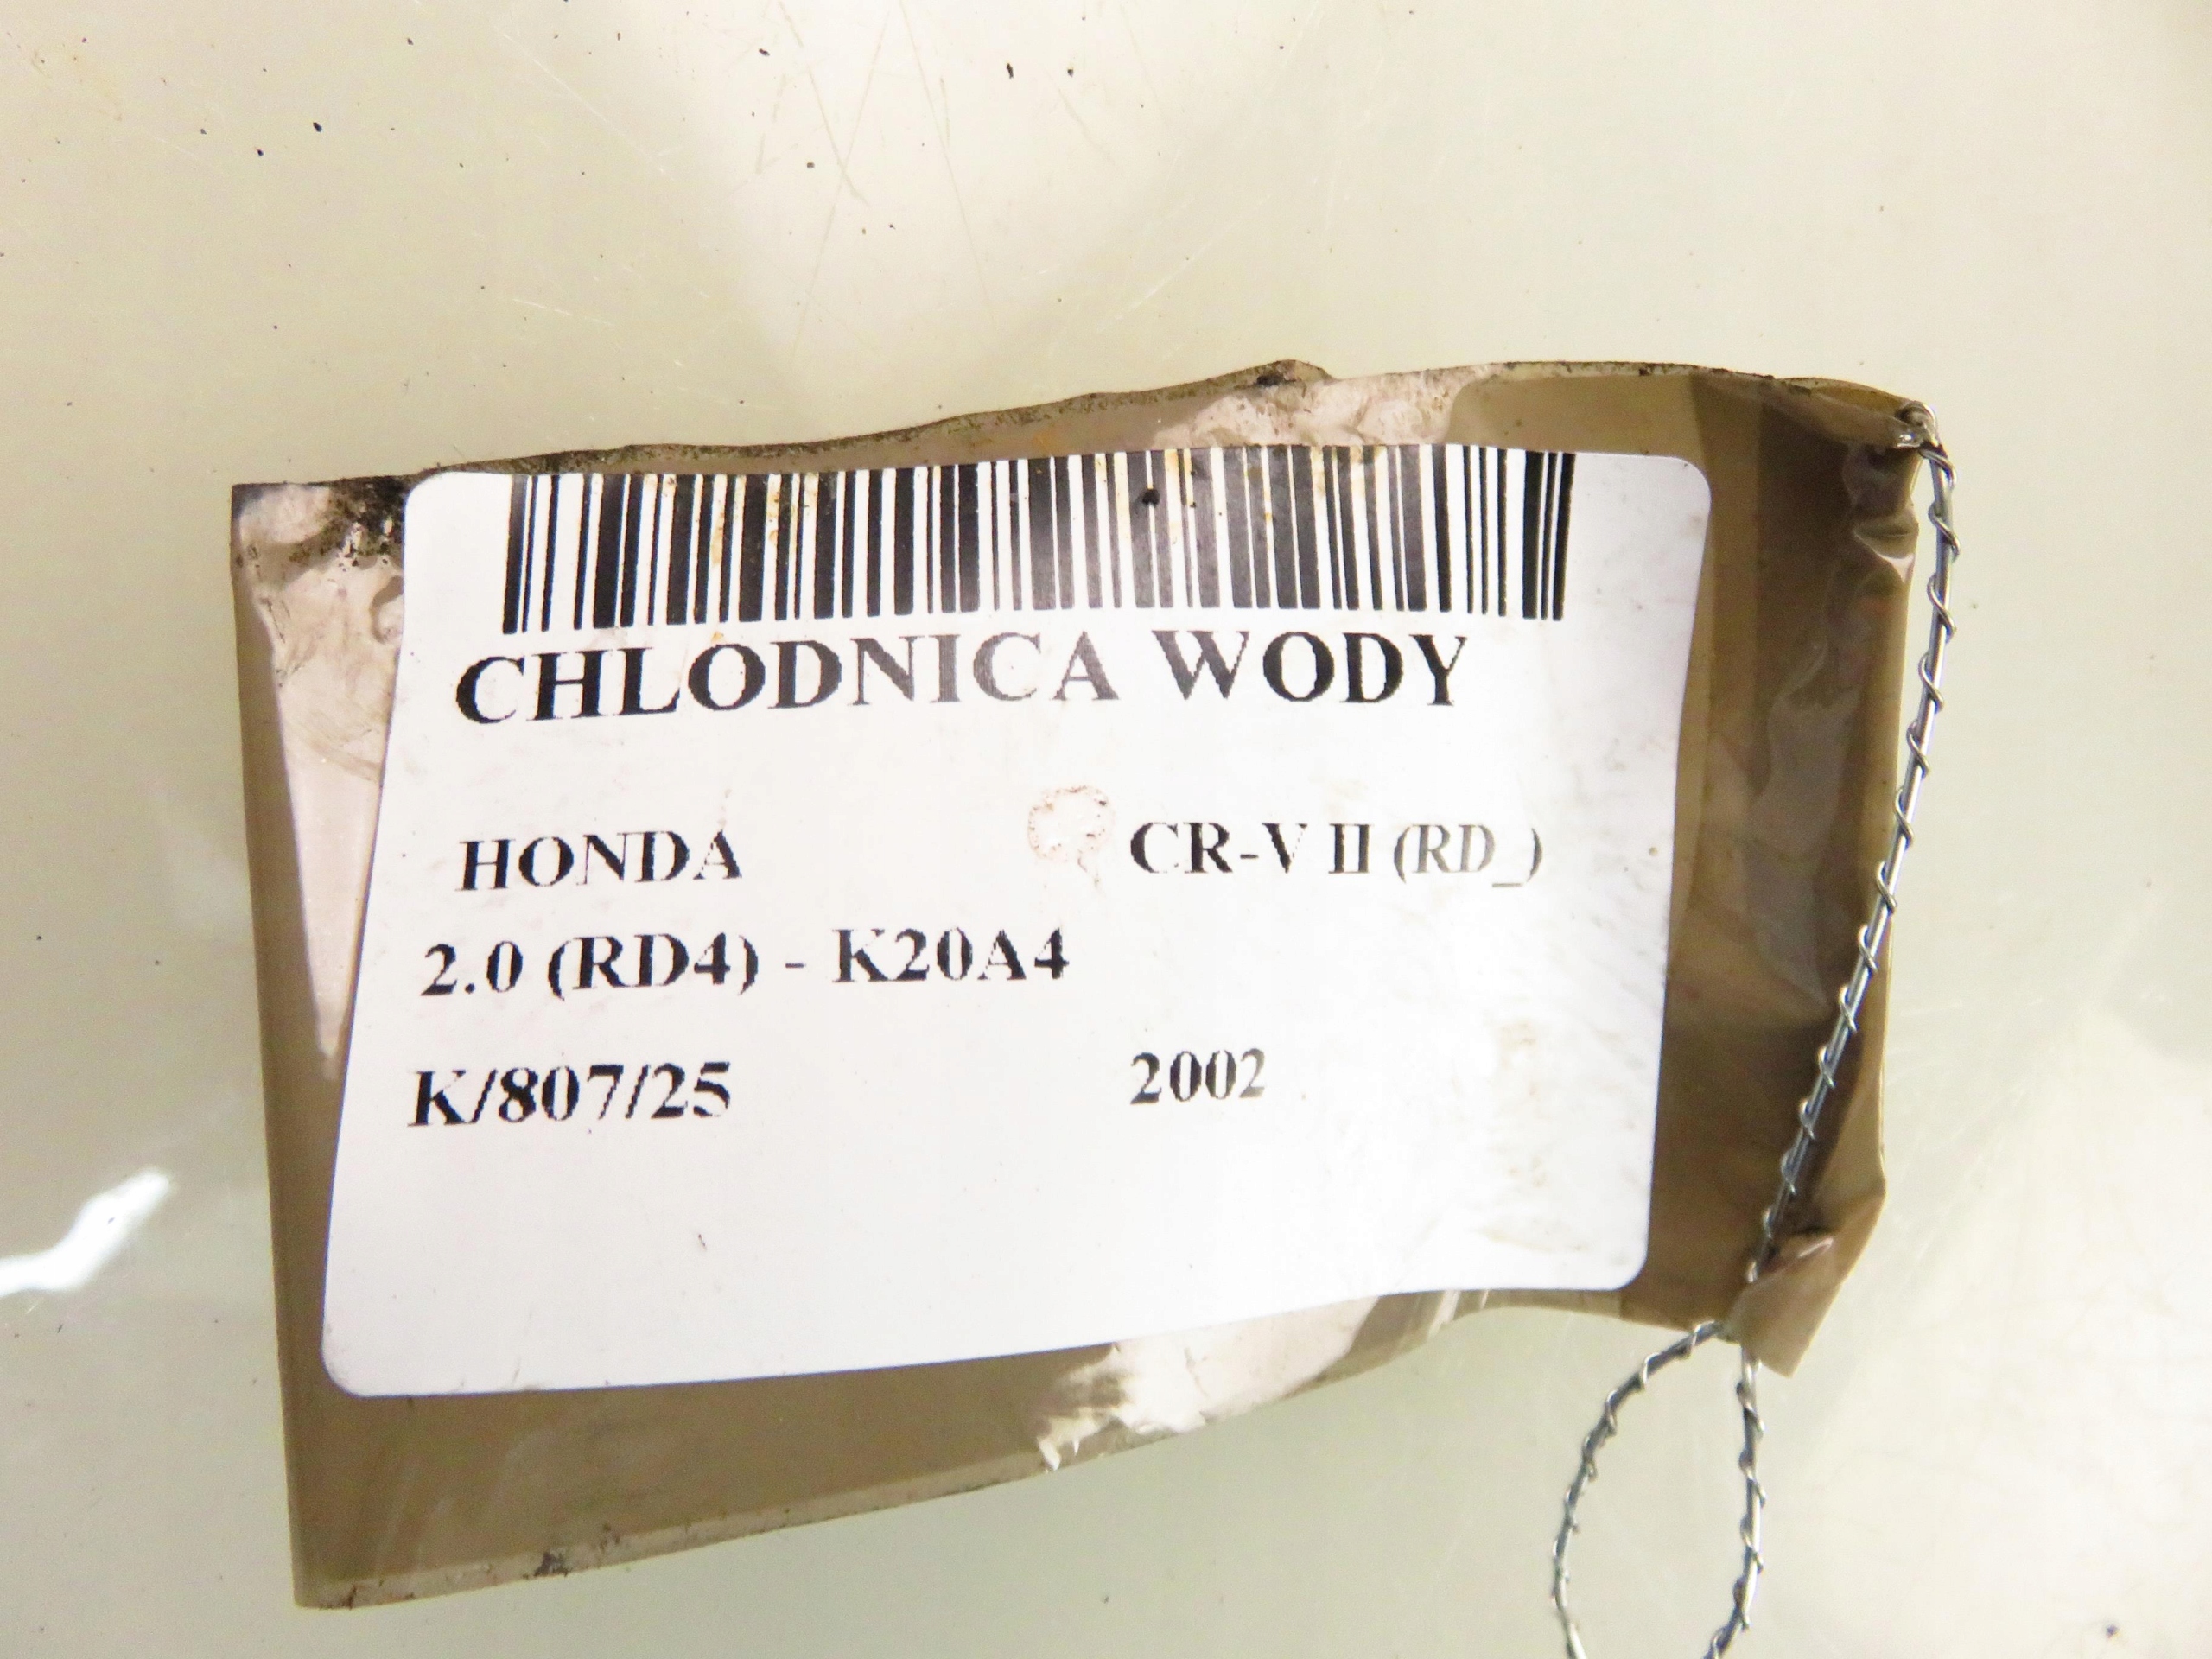 CHLODNICA WODY
HONDA CR-V II (RD_)
2.0 (RD4) - K20A4
K/807/25 2002